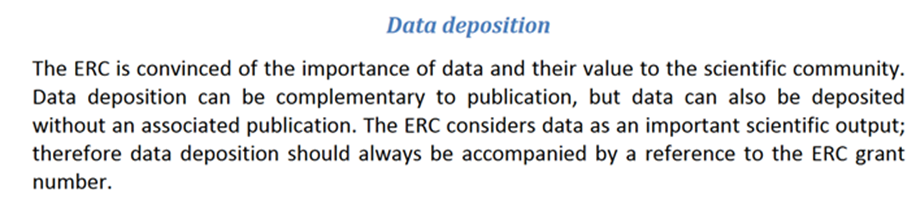 Data deposition
The ERC is convinced of the importance of data and their value to the scientific community.
Data deposition can be complementary to publication, but data can also be deposited
without an associated publication. The ERC considers data as an important scientific output;
therefore data deposition should always be accompanied by a reference to the ERC grant
number.